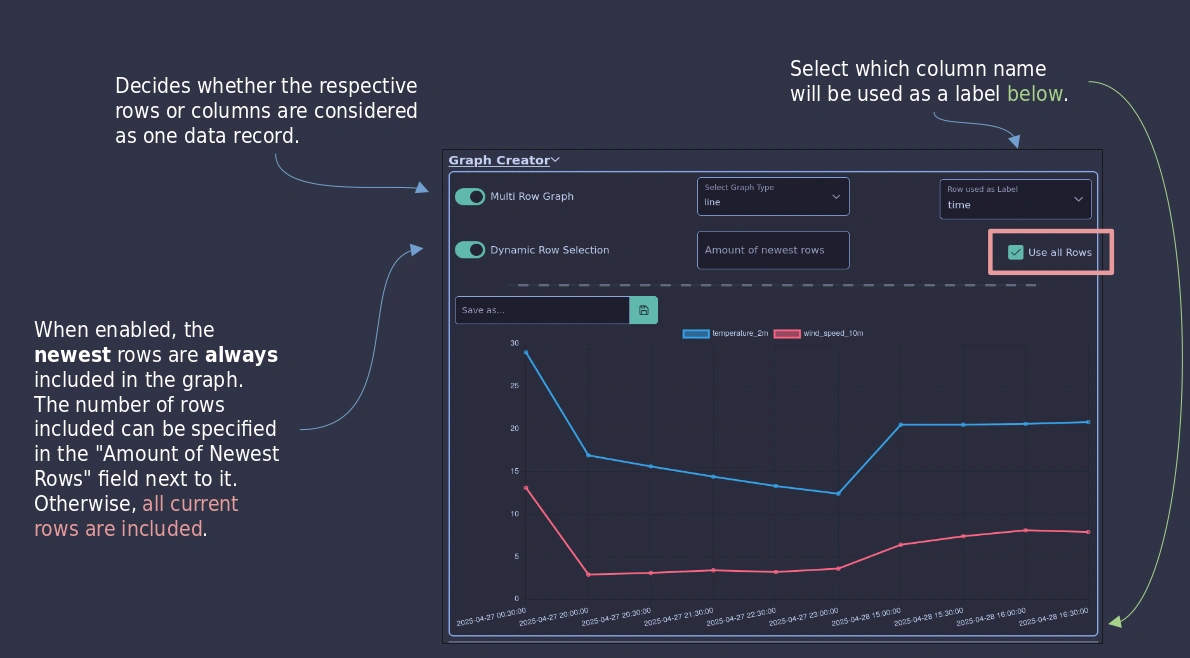 Decides whether the respective
rows or columns are considered
as one data record.
Select which column name
will be used as a label below.
When enabled, the
newest rows are always
included in the graph.
The number of rows
included can be specified
in the "Amount of Newest
Rows" field next to it.
Otherwise, all current
rows are included.
Graph Creator
Multi Row Graph
Select Graph Type
line
Row used as Label
time
Dynamic Row Selection
Amount of newest rows
Use all Rows
Save as...
temperature_2m
wind_speed_10m
30
25
20
15
10
5
0
2025-04-27 00:30:00
2025-04-27 20:00:00
2025-04-27 20:30:00
2025-04-27 21:30:00
2025-04-27 22:30:00
2025-04-27 23:00:00
2025-04-28 15:00:00
2025-04-28 15:30:00
2025-04-28 16:00:00
2025-04-28 16:30:00